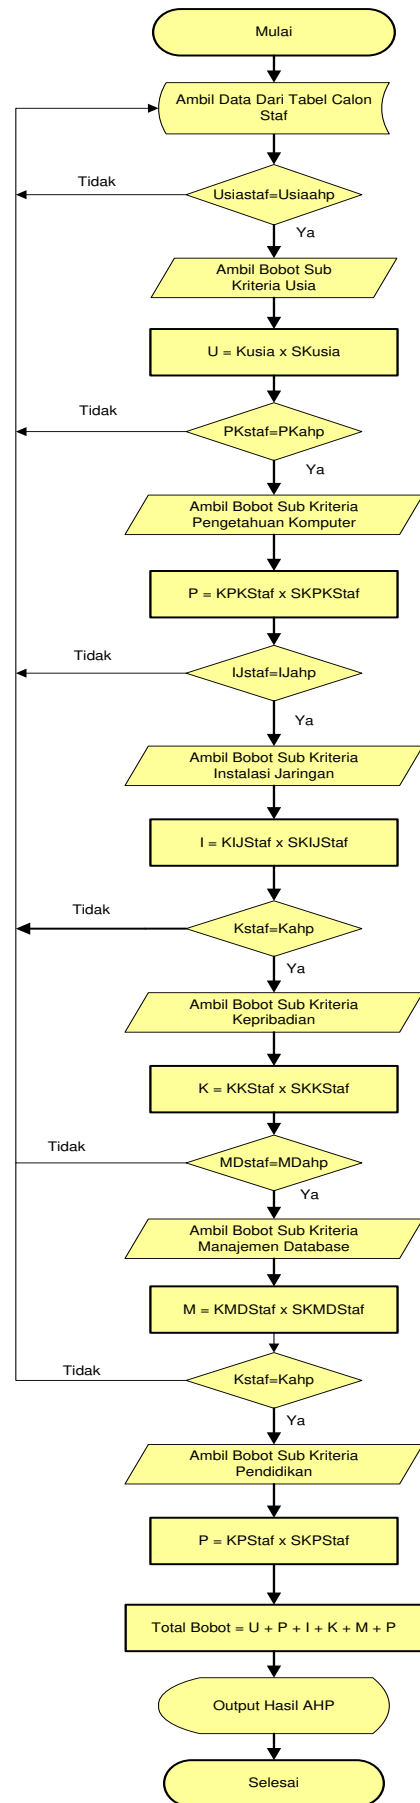 Mulai
Ambil Data Dari Tabel Calon
Staf
Tidak
Usiastaf=Usiaahp
Ya
Ambil Bobot Sub
Kriteria Usia
U = Kusia x SKusia
Tidak
PKstaf=PKahp
Ya
Ambil Bobot Sub Kriteria
Pengetahuan Komputer
P = KPKStaf x SKPKStaf
Tidak
IJstaf=IJahp
Ya
Ambil Bobot Sub Kriteria
Instalasi Jaringan
I = KIJStaf x SKIJStaf
Tidak
Kstaf=Kahp
Ya
Ambil Bobot Sub Kriteria
Kepribadian
K = KKStaf x SKKStaf
Tidak
MDstaf=MDahp
Ya
Ambil Bobot Sub Kriteria
Manajemen Database
M = KMDStaf x SKMDStaf
Tidak
Kstaf=Kahp
Ya
Ambil Bobot Sub Kriteria
Pendidikan
P = KPStaf x SKPStaf
Total Bobot = U + P + I + K + M + P
Output Hasil AHP
Selesai